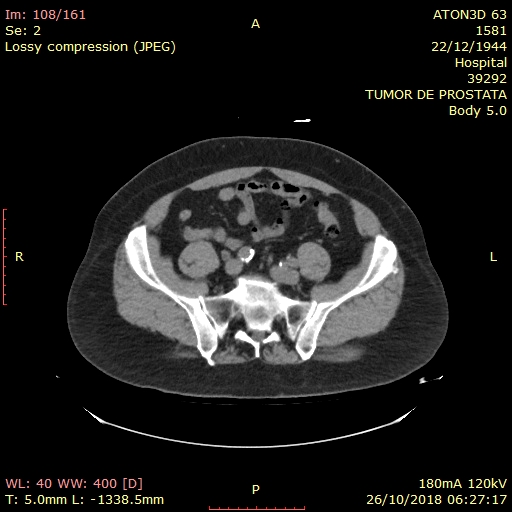 Im: 108/161
Se: 2
Lossy compression (JPEG)
A
ATON3D 63
1581
22/12/1944
Hospital
39292
TUMOR DE PROSTATA
Body 5.0
R
L
WL: 40 WW: 400 [D]
T: 5.0mm L: -1338.5mm
P
180mA 120kV
26/10/2018 06:27:17